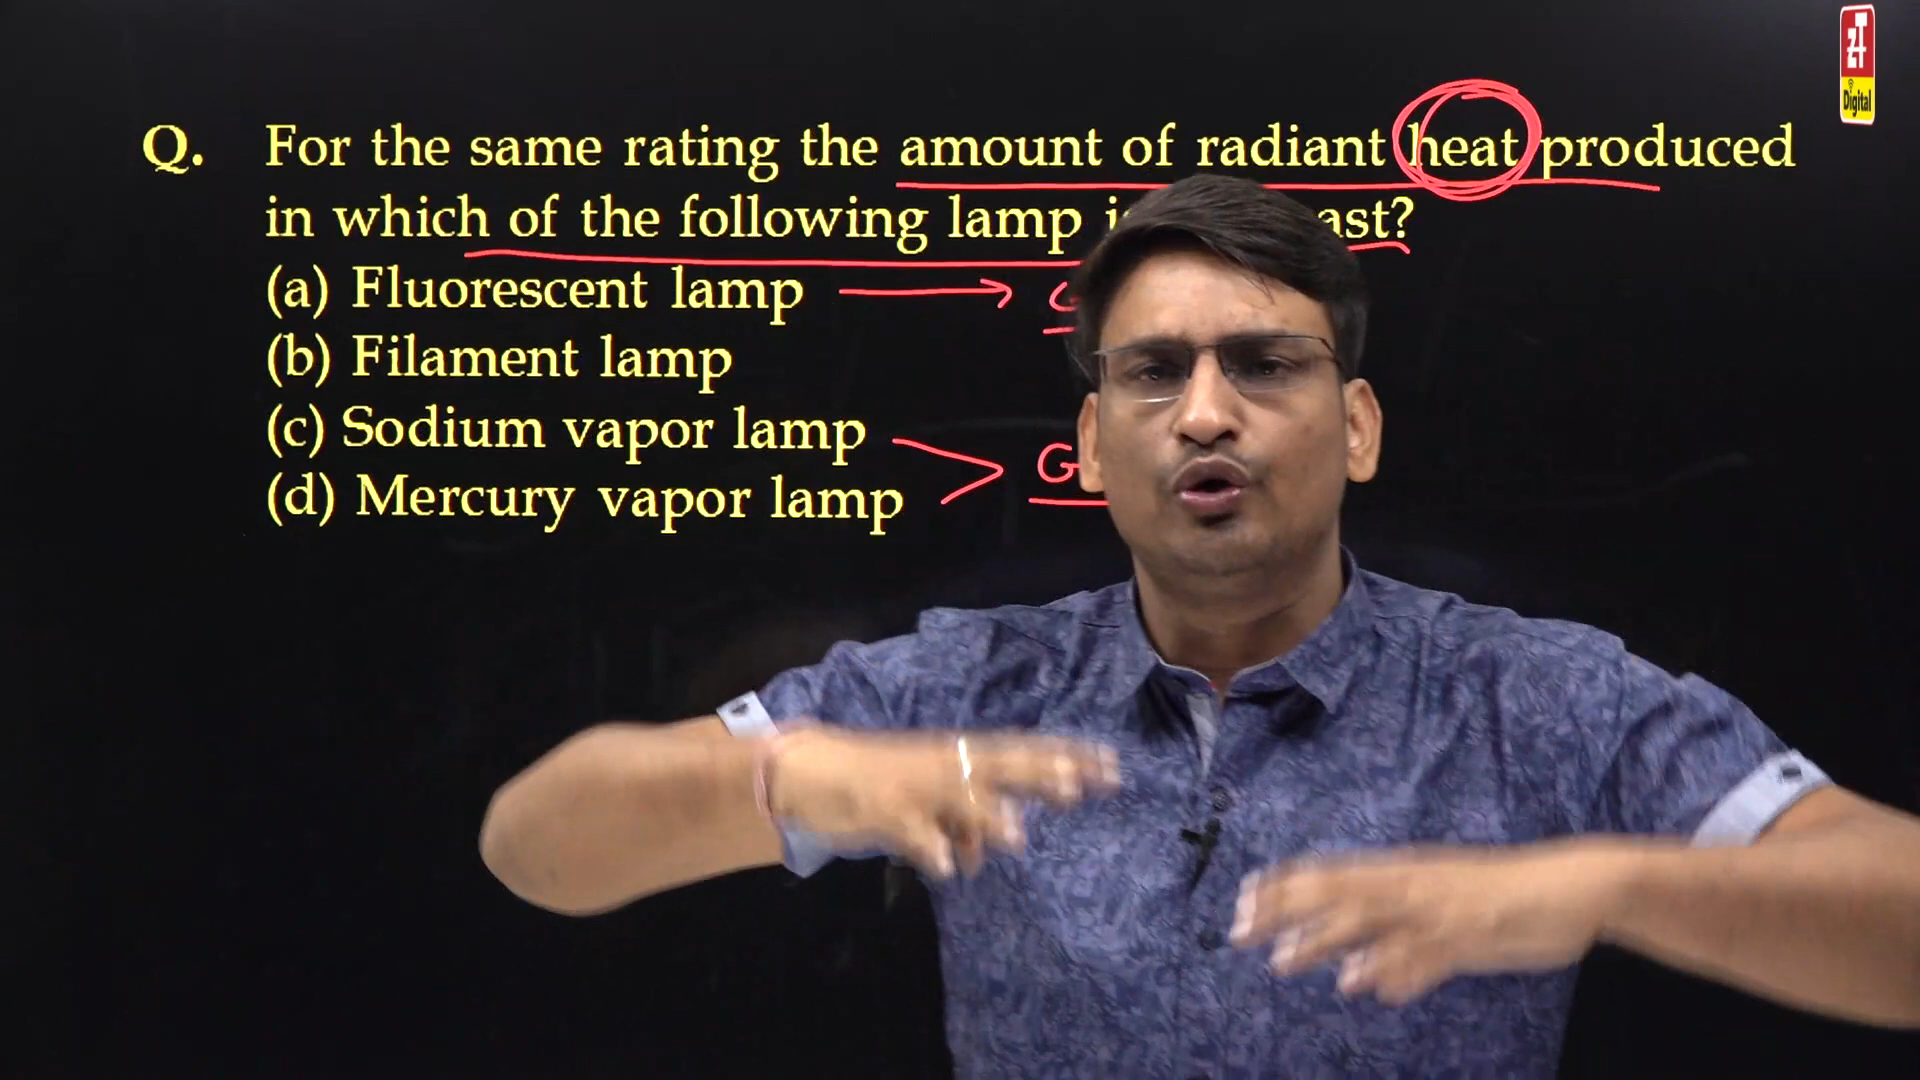 ZT
Digital
Q. For the same rating the amount of radiant heat produced
in which of the following lamp
(a) Fluorescent lamp
(b) Filament lamp
(c) Sodium vapor lamp
G
(d) Mercury vapor lamp